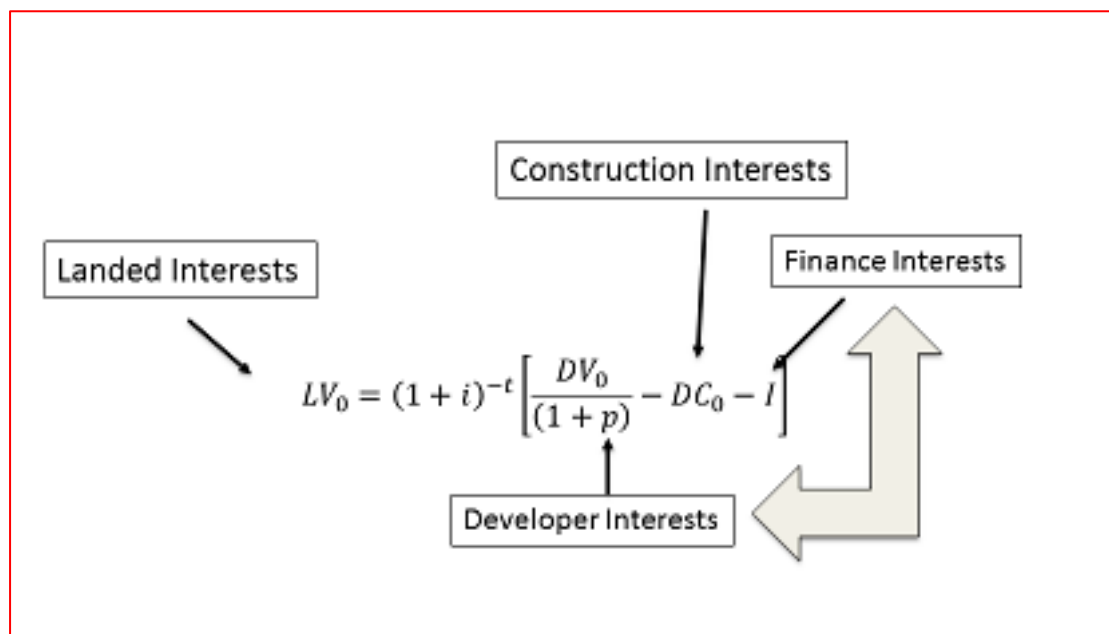 Construction Interests
Landed Interests
Finance Interests
LV₀ = (1 + i)⁻ᵗ [DV₀ / (1 + p) − DC₀ − I]
Developer Interests